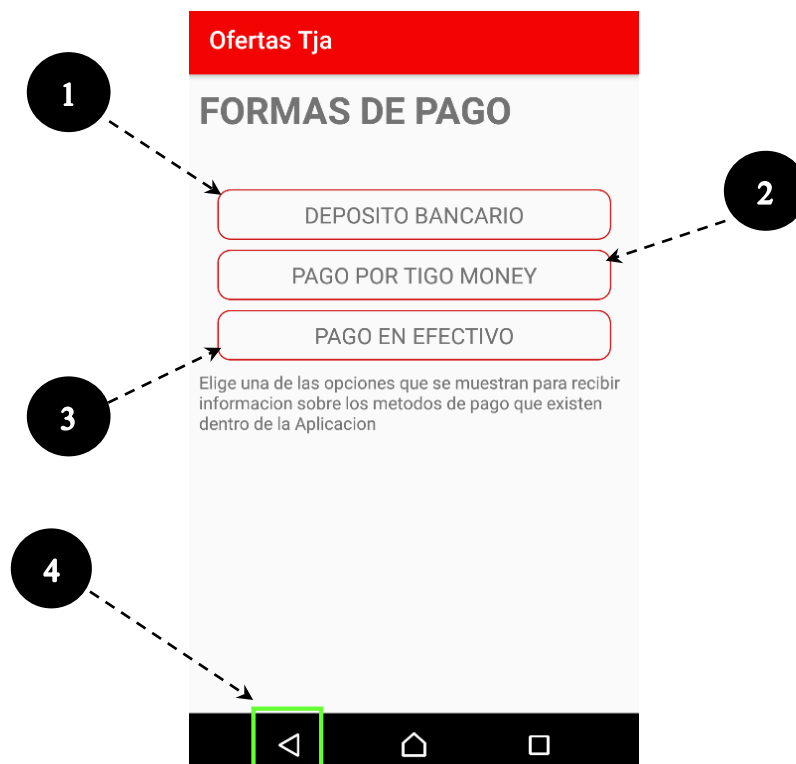 Ofertas Tja
FORMAS DE PAGO
1
DEPOSITO BANCARIO
2
PAGO POR TIGO MONEY
PAGO EN EFECTIVO
3
Elige una de las opciones que se muestran para recibir
informacion sobre los metodos de pago que existen
dentro de la Aplicacion
4